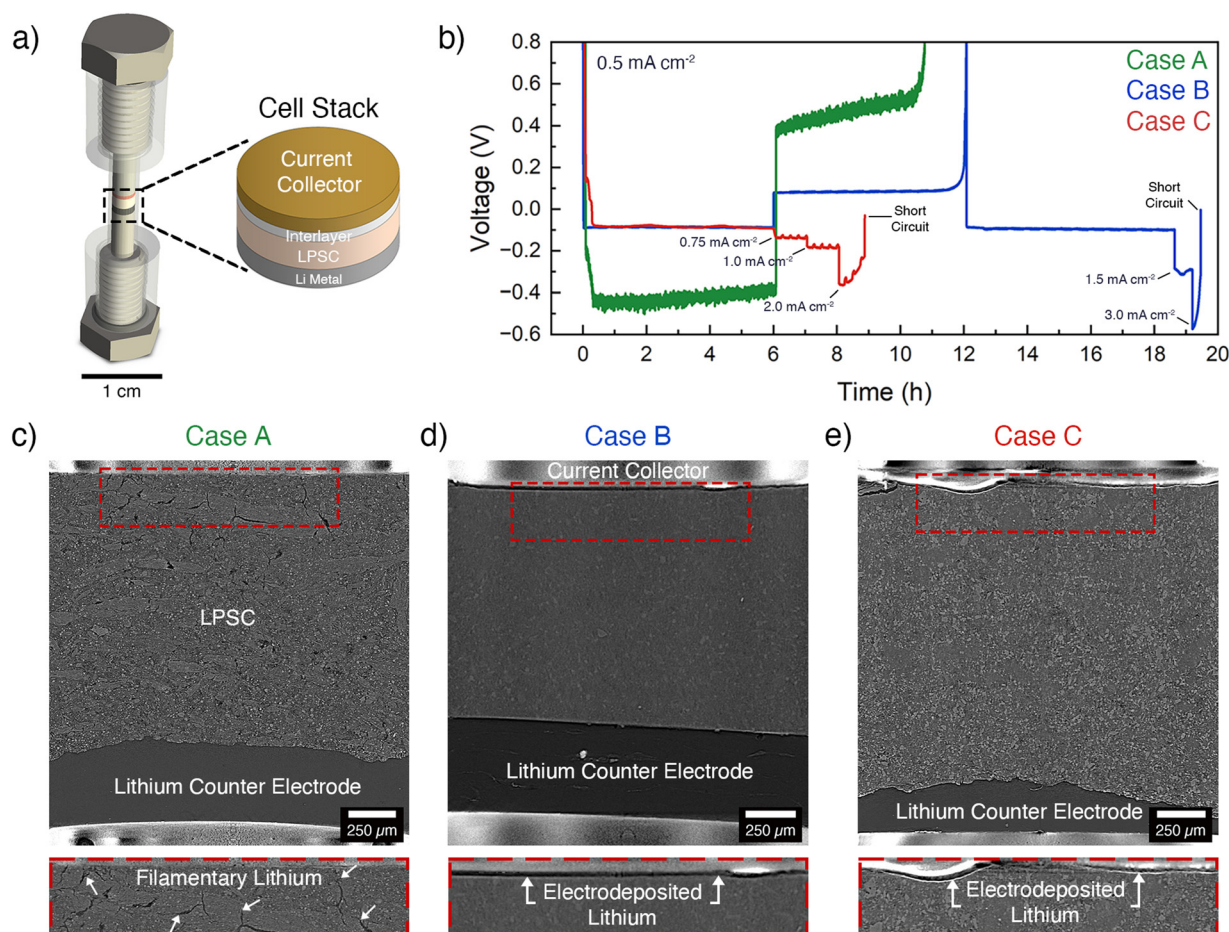 a)
Cell Stack
Current
Collector
Interlayer
LPSC
Li Metal
1 cm
b)
0.5 mA cm⁻²
Case A
Case B
Case C
0.8
0.6
0.4
0.2
0.0
-0.2
-0.4
-0.6
Voltage (V)
Short
Circuit
0.75 mA cm⁻²
1.0 mA cm⁻²
2.0 mA cm⁻²
Short
Circuit
1.5 mA cm⁻²
3.0 mA cm⁻²
0 2 4 6 8 10 12 14 16 18 20
Time (h)
c)
Case A
LPSC
Lithium Counter Electrode
250 µm
Filamentary Lithium
d)
Case B
Current Collector
Lithium Counter Electrode
250 µm
Electrodeposited
Lithium
e)
Case C
Lithium Counter Electrode
250 µm
Electrodeposited
Lithium